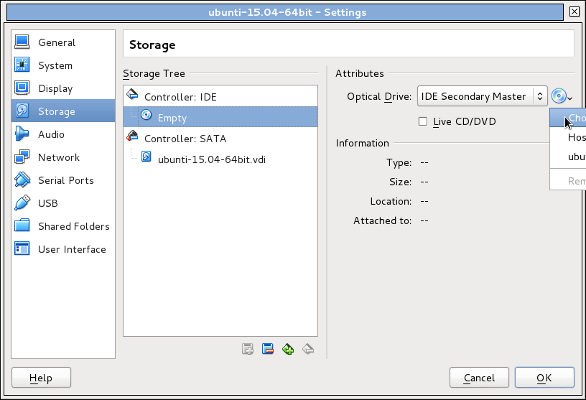 ubunti-15.04-64bit - Settings
General
System
Display
Storage
Audio
Network
Serial Ports
USB
Shared Folders
User Interface
Storage
Storage Tree
Controller: IDE
Empty
Controller: SATA
ubunti-15.04-64bit.vdi
Attributes
Optical Drive: IDE Secondary Master
Live CD/DVD
Information
Type: --
Size: --
Location: --
Attached to: --
Cho
Hos
ubu
Rem
Help
Cancel
OK